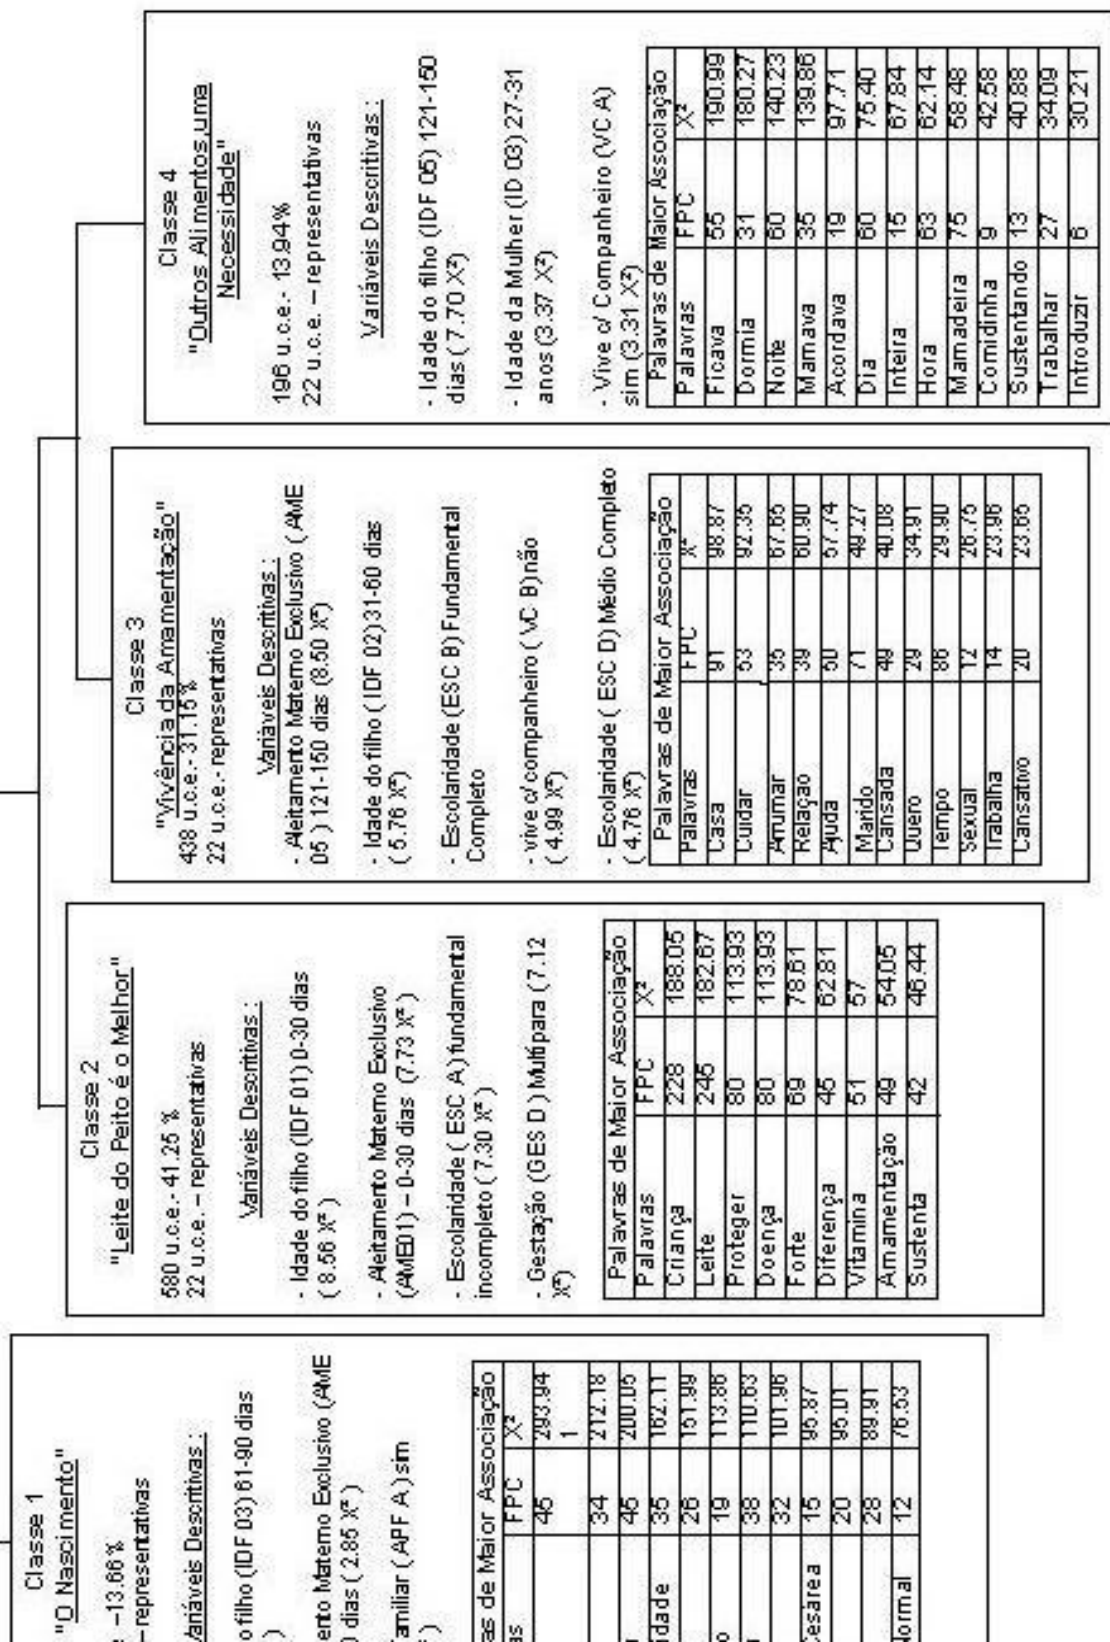 Classe 1
"O Nascimento"
–13.66%
–representativas
Variáveis Descritivas :
o filho (IDF 03) 61-90 dias
)
ento Materno Exclusivo (AME
) dias ( 2.85 X²)
amiliar ( APF A ) sim
)
as de Maior Associação
as FPC X²
45 293.94
1
34 212.18
46 200.05
idade 35 162.11
26 151.99
19 113.86
38 110.63
32 101.96
Cesárea 15 95.87
20 95.01
28 89.91
Normal 12 76.53
Classe 2
"Leite do Peito é o Melhor"
580 u.c.e.- 41.25 %
22 u.c.e. – representativas
Variáveis Descritivas :
- Idade do filho (IDF 01) 0-30 dias
( 8.56 X²)
- Aleitamento Materno Exclusivo
(AME01) – 0-30 dias (7.73 X²)
- Escolaridade ( ESC A ) fundamental
incompleto ( 7.30 X²)
- Gestação (GES D ) Multípara ( 7.12
X²)
Palavras de Maior Associação
Palavras FPC X²
Criança 228 188.05
Leite 245 182.67
Proteger 80 113.93
Doença 80 113.93
Forte 69 78.61
Diferença 45 62.81
Vitamina 51 57
Amamentação 49 54.05
Sustenta 42 46.44
Classe 3
"Vivência da Amamentação"
438 u.c.e.- 31.15%
22 u.c.e.- representativas
Variáveis Descritivas :
- Aleitamento Materno Exclusivo ( AME
05 ) 121-150 dias (8.50 X²)
- Idade do filho ( IDF 02) 31-60 dias
( 5.76 X²)
- Escolaridade (ESC B) Fundamental
Completo
- vive c/companheiro ( VC B) não
( 4.99 X²)
- Escolaridade ( ESC D) Médio Completo
( 4.76 X²)
Palavras de Maior Associação
Palavras FPC X²
Casa 91 98.87
Cuidar 53 92.35
Arrumar 35 67.65
Relação 39 60.90
Ajuda 50 57.74
Marido 71 49.27
Cansada 49 40.08
Quero 29 34.91
Tempo 86 29.90
Sexual 12 26.75
Trabalha 14 23.96
Cansativo 20 23.65
Classe 4
"Outros Alimentos,uma
Necessidade"
196 u.c.e.- 13.94%
22 u.c.e. – representativas
Variáveis Descritivas :
- Idade do filho (IDF 05) 121-150
dias ( 7.70 X²)
- Idade da Mulher (ID 03) 27-31
anos (3.37 X²)
- Vive c/ Companheiro (VC A)
sim (3.31 X²)
Palavras de Maior Associação
Palavras FPC X²
Ficava 55 190.99
Dormia 31 180.27
Noite 60 140.23
Mamava 35 139.86
Acordava 19 97.71
Dia 60 75.40
Inteira 15 67.84
Hora 63 62.14
Mamadeira 75 58.48
Comidinha 9 42.58
Sustentando 13 40.88
Trabalhar 27 34.09
Introduzir 6 30.21